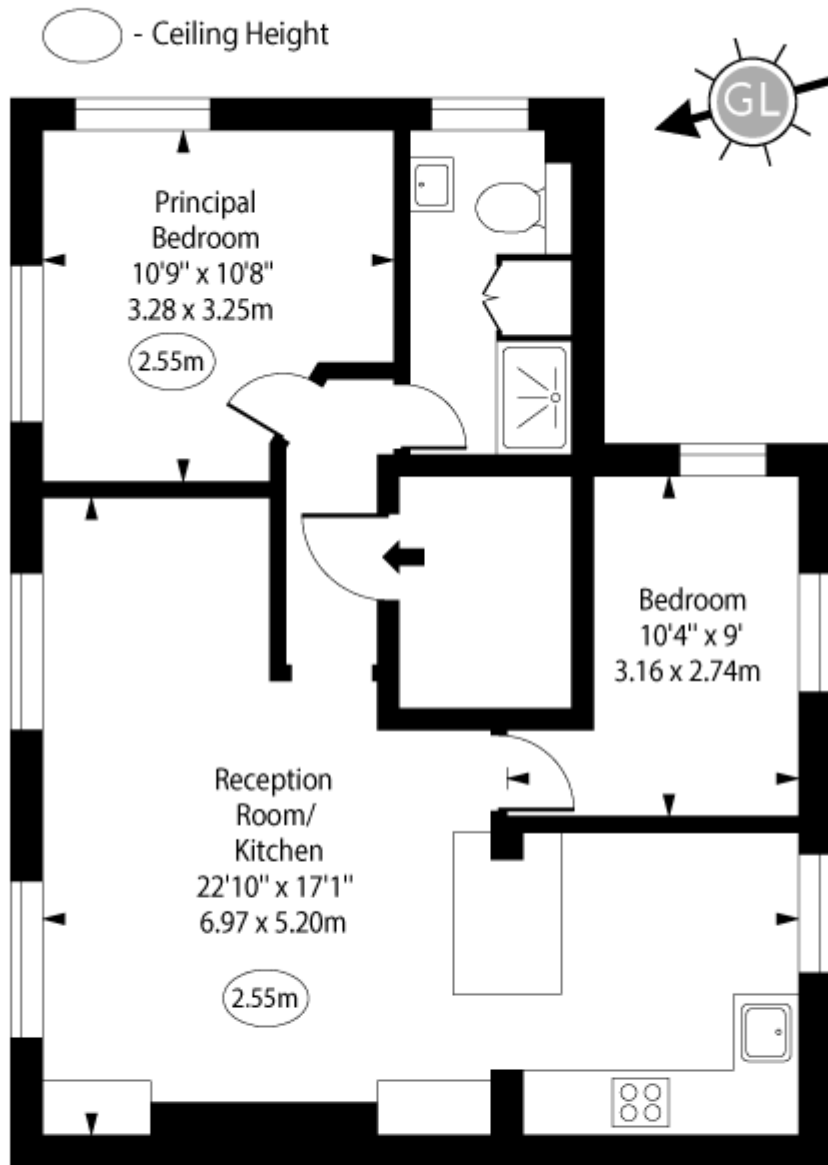 - Ceiling Height
GL
Principal
Bedroom
10'9" x 10'8"
3.28 x 3.25m
2.55m
Bedroom
10'4" x 9'
3.16 x 2.74m
Reception
Room/
Kitchen
22'10" x 17'1"
6.97 x 5.20m
2.55m